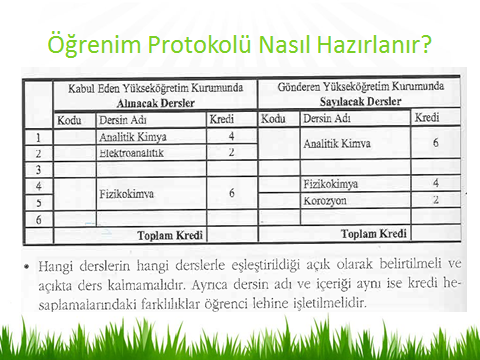 Öğrenim Protokolü Nasıl Hazırlanır?
Kabul Eden Yükseköğretim Kurumunda Gönderen Yükseköğretim Kurumunda
Alınacak Dersler Sayılacak Dersler
Kodu Dersin Adı Kredi Kodu Dersin Adı Kredi
1 Analitik Kimya 4 Analitik Kimya 6
2 Elektroanalitik 2
3
4 Fizikokimya 6 Fizikokimya 4
5 Korozyon 2
6
Toplam Kredi Toplam Kredi
• Hangi derslerin hangi derslerle eşleştirildiği açık olarak belirtilmeli ve
açıkta ders kalmamalıdır. Ayrıca dersin adı ve içeriği aynı ise kredi he-
saplamalarındaki farklılıklar öğrenci lehine işletilmelidir.